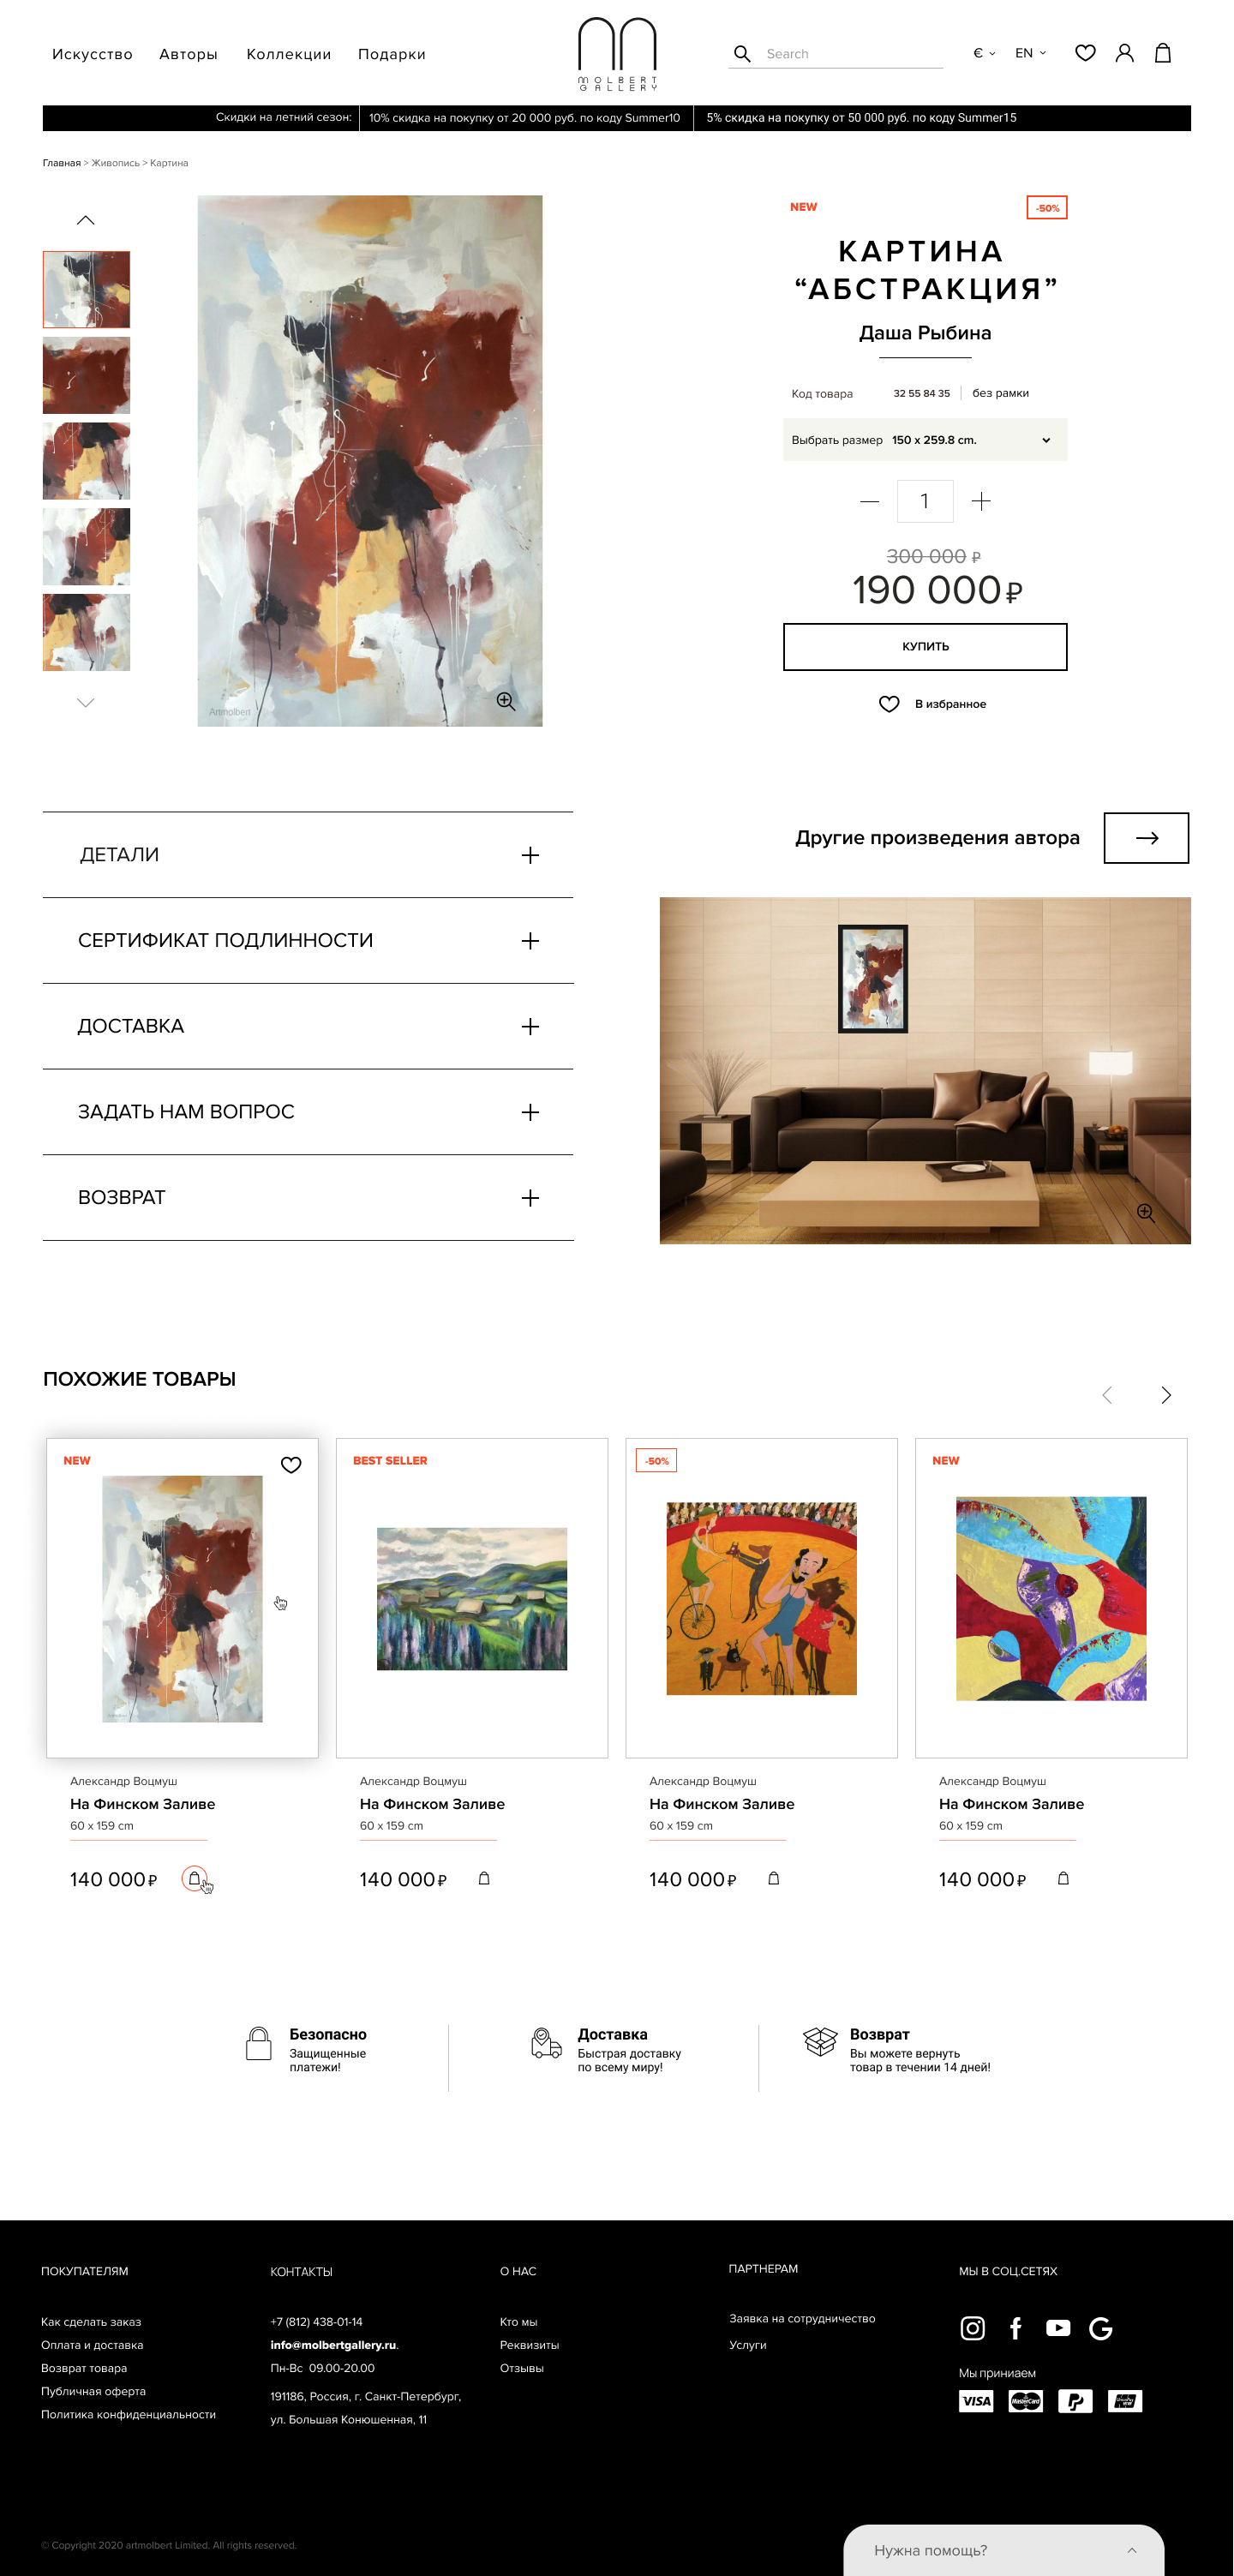 Искусство Авторы Коллекции Подарки
MOLBERT
GALLERY
Search
€ EN
Скидки на летний сезон: 10% скидка на покупку от 20 000 руб. по коду Summer10 5% скидка на покупку от 50 000 руб. по коду Summer15
Главная > Живопись > Картина
Artmolbert
NEW -50%
КАРТИНА
“АБСТРАКЦИЯ”
Даша Рыбина
Код товара 32 55 84 35 без рамки
Выбрать размер 150 x 259.8 cm.
1
300 000 ₽
190 000 ₽
КУПИТЬ
В избранное
ДЕТАЛИ
СЕРТИФИКАТ ПОДЛИННОСТИ
ДОСТАВКА
ЗАДАТЬ НАМ ВОПРОС
ВОЗВРАТ
Другие произведения автора
ПОХОЖИЕ ТОВАРЫ
NEW
Александр Воцмуш
На Финском Заливе
60 x 159 cm
140 000 ₽
BEST SELLER
Александр Воцмуш
На Финском Заливе
60 x 159 cm
140 000 ₽
-50%
Александр Воцмуш
На Финском Заливе
60 x 159 cm
140 000 ₽
NEW
Александр Воцмуш
На Финском Заливе
60 x 159 cm
140 000 ₽
Безопасно
Защищенные
платежи!
Доставка
Быстрая доставку
по всему миру!
Возврат
Вы можете вернуть
товар в течении 14 дней!
ПОКУПАТЕЛЯМ
Как сделать заказ
Оплата и доставка
Возврат товара
Публичная оферта
Политика конфиденциальности
КОНТАКТЫ
+7 (812) 438-01-14
info@molbertgallery.ru.
Пн-Вс 09.00-20.00
191186, Россия, г. Санкт-Петербург,
ул. Большая Конюшенная, 11
О НАС
Кто мы
Реквизиты
Отзывы
ПАРТНЕРАМ
Заявка на сотрудничество
Услуги
МЫ В СОЦ.СЕТЯХ
Мы приниаем
VISA MasterCard
© Copyright 2020 artmolbert Limited. All rights reserved.
Нужна помощь?